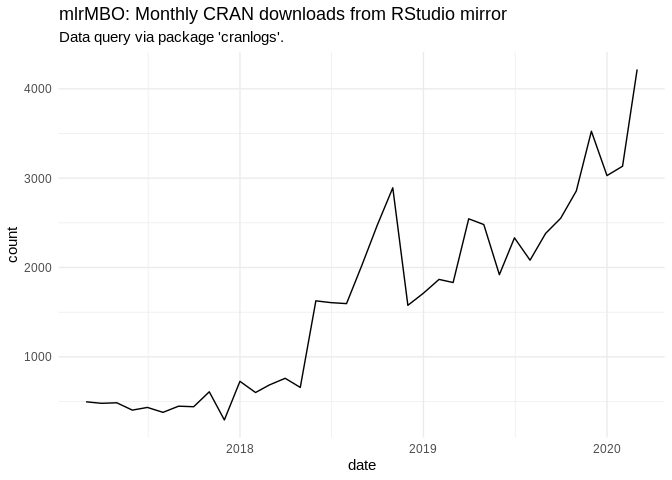 mlrMBO: Monthly CRAN downloads from RStudio mirror
Data query via package 'cranlogs'.
4000
3000
2000
1000
count
2018 2019 2020
date